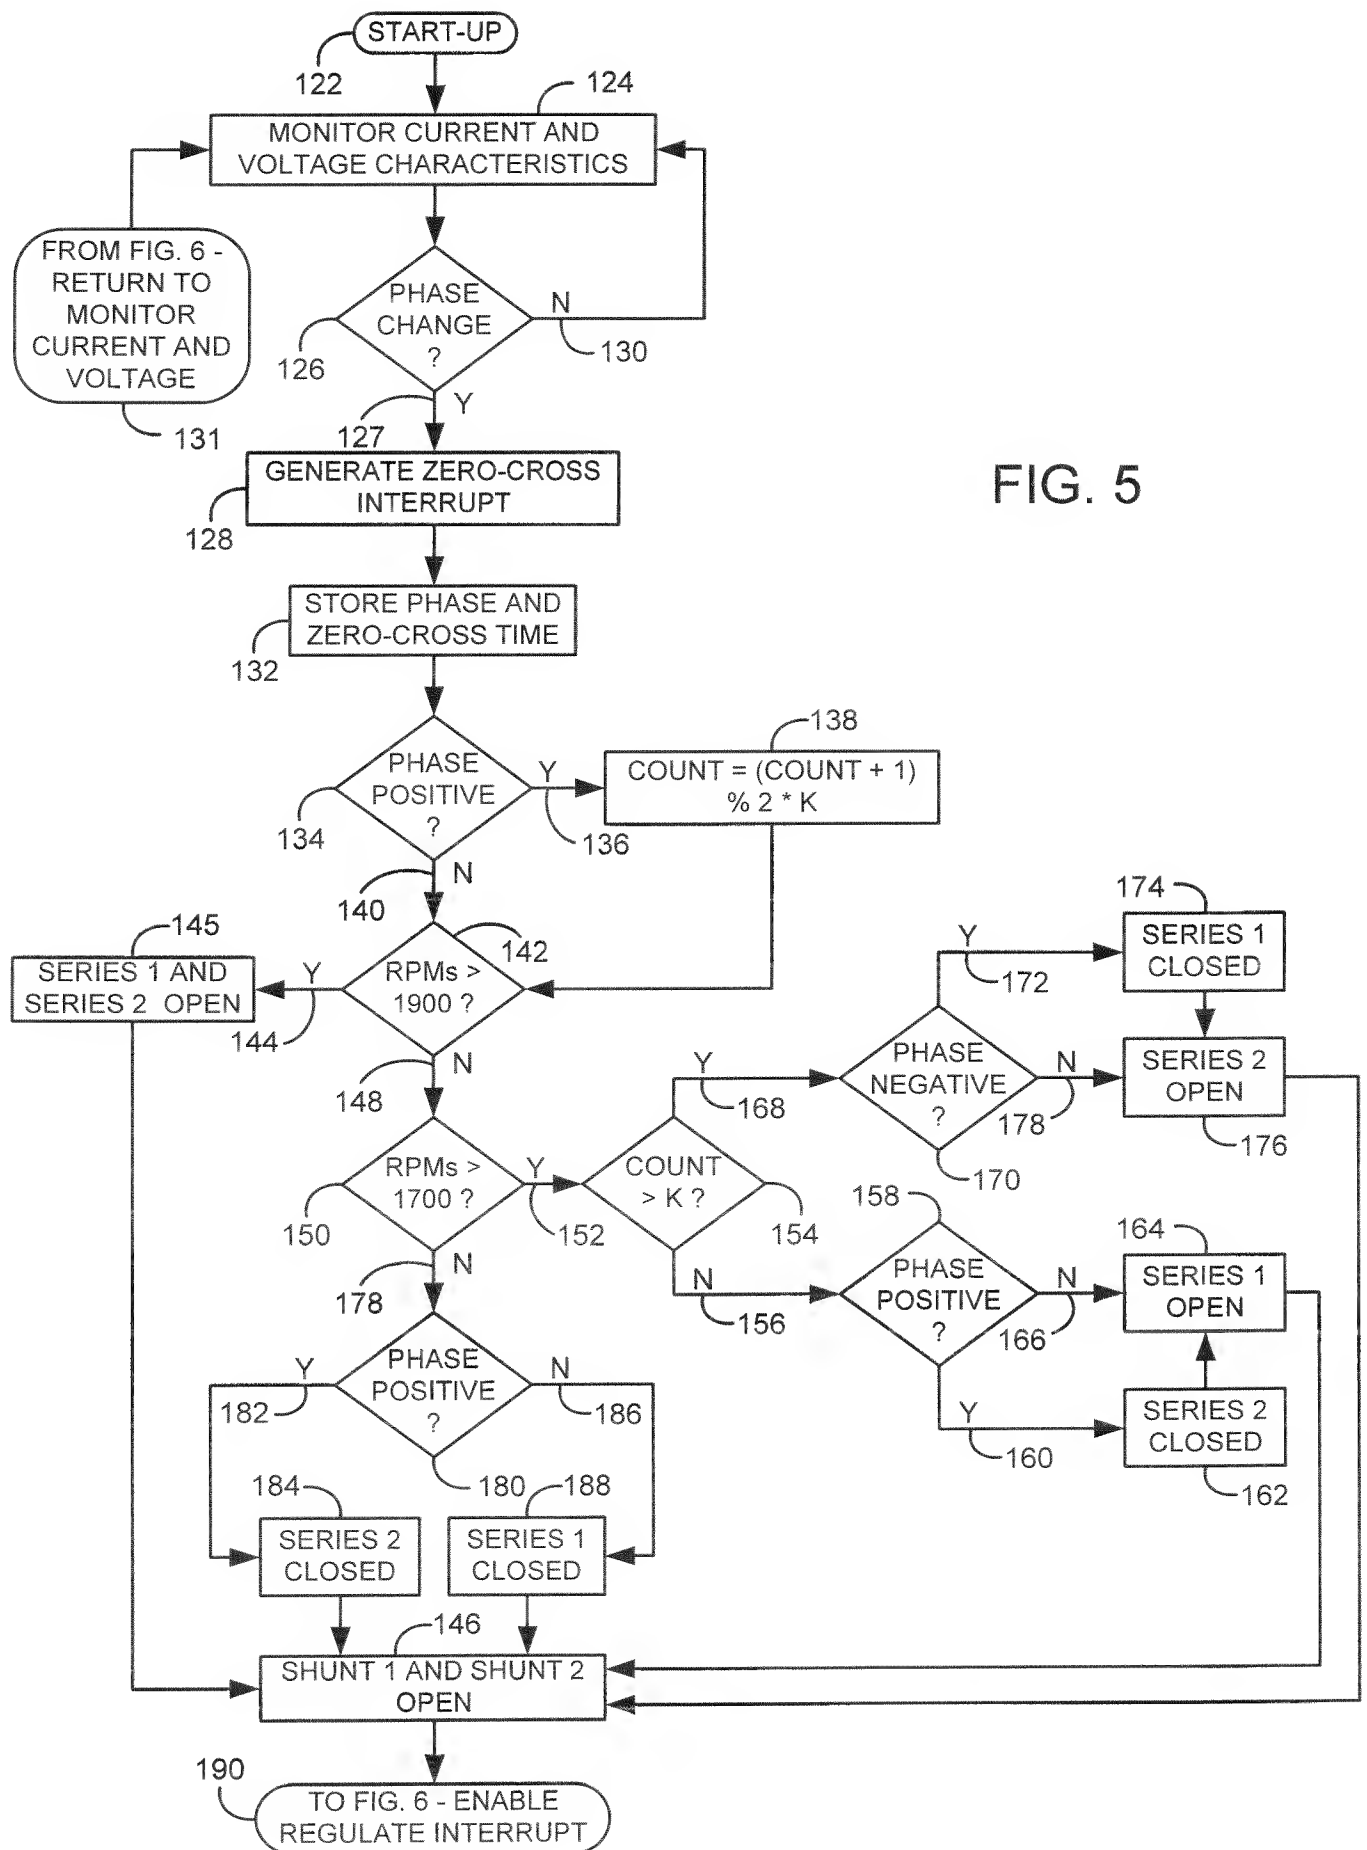 START-UP
122
124
MONITOR CURRENT AND
VOLTAGE CHARACTERISTICS
FROM FIG. 6 -
RETURN TO
MONITOR
CURRENT AND
VOLTAGE
131
PHASE
CHANGE
?
126
N
130
Y
127
GENERATE ZERO-CROSS
INTERRUPT
128
FIG. 5
STORE PHASE AND
ZERO-CROSS TIME
132
PHASE
POSITIVE
?
134
Y
136
138
COUNT = (COUNT + 1)
% 2 * K
N
140
142
RPMs >
1900 ?
Y
144
145
SERIES 1 AND
SERIES 2 OPEN
N
148
RPMs >
1700 ?
150
Y
152
COUNT
> K ?
154
Y
168
PHASE
NEGATIVE
?
170
Y
172
174
SERIES 1
CLOSED
N
178
SERIES 2
OPEN
176
N
156
158
PHASE
POSITIVE
?
N
166
164
SERIES 1
OPEN
Y
160
SERIES 2
CLOSED
162
N
178
PHASE
POSITIVE
?
180
Y
182
N
186
184
SERIES 2
CLOSED
188
SERIES 1
CLOSED
146
SHUNT 1 AND SHUNT 2
OPEN
190
TO FIG. 6 - ENABLE
REGULATE INTERRUPT